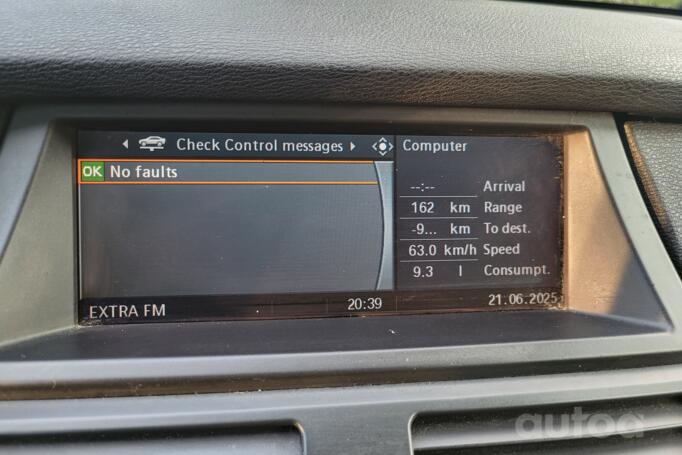 Check Control messages
OK No faults
Computer
--:-- Arrival
162 km Range
-9... km To dest.
63.0 km/h Speed
9.3 l Consumpt.
EXTRA FM 20:39 21.06.2025
autoa